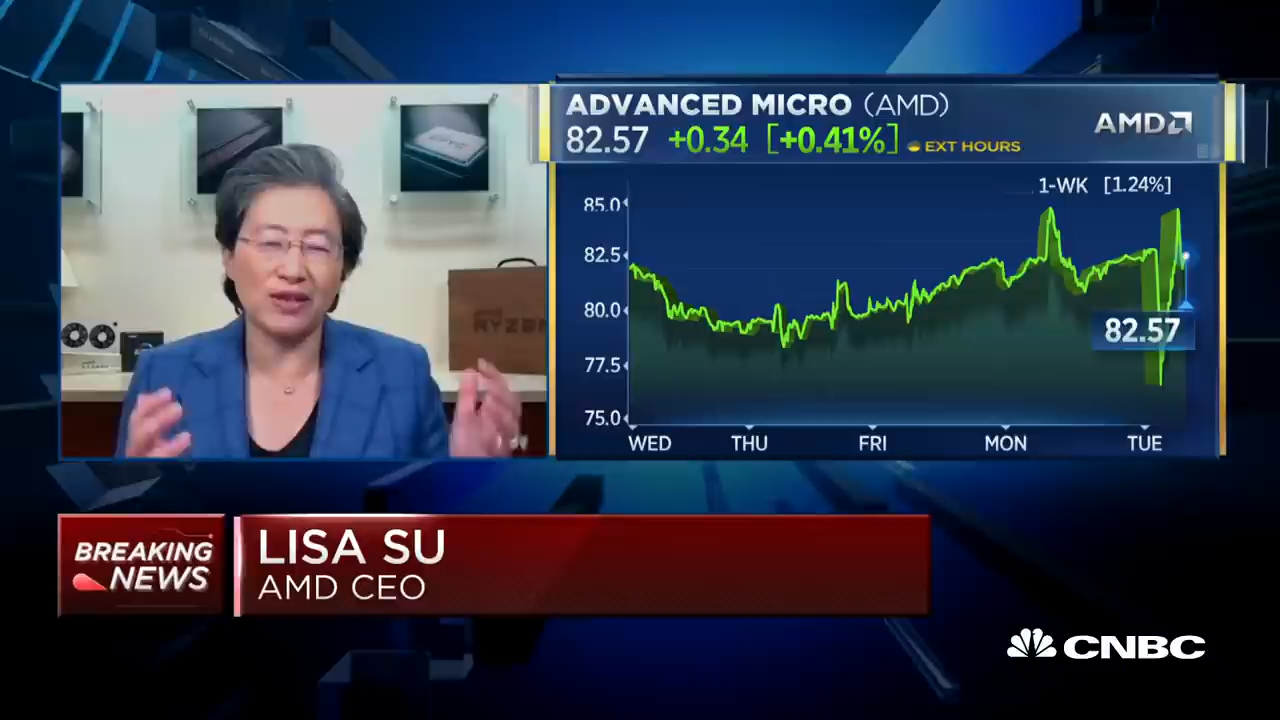 ADVANCED MICRO (AMD)
82.57 +0.34 [+0.41%] EXT HOURS
AMD
1-WK [1.24%]
85.0
82.5
80.0
77.5
75.0
82.57
WED THU FRI MON TUE
RYZEN
BREAKING
NEWS
LISA SU
AMD CEO
CNBC